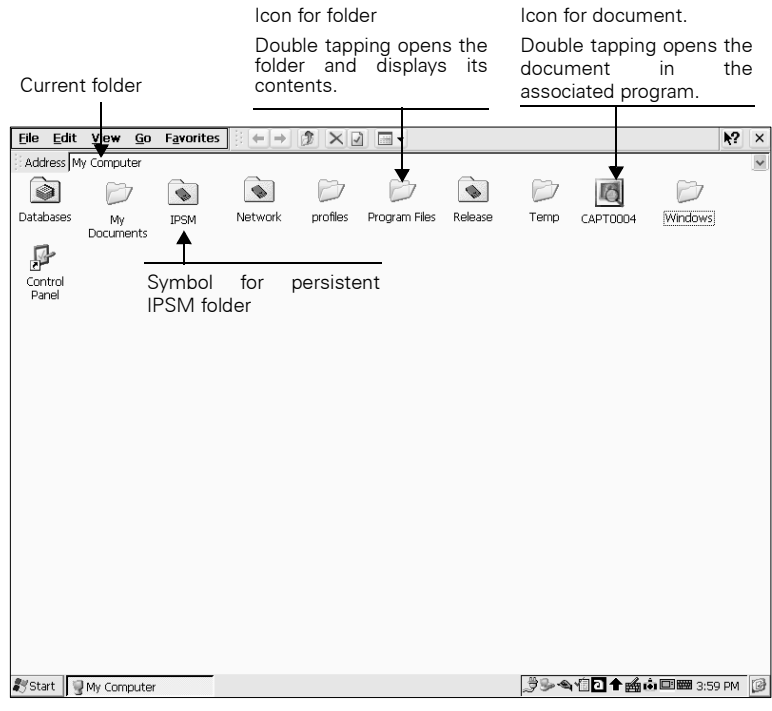 Icon for folder
Double tapping opens the
folder and displays its
contents.
Icon for document.
Double tapping opens the
document in the
associated program.
Current folder
File Edit View Go Favorites
Address My Computer
Databases
My
Documents
IPSM
Network
profiles
Program Files
Release
Temp
CAPT0004
Windows
Control
Panel
Symbol for persistent
IPSM folder
Start
My Computer
3:59 PM